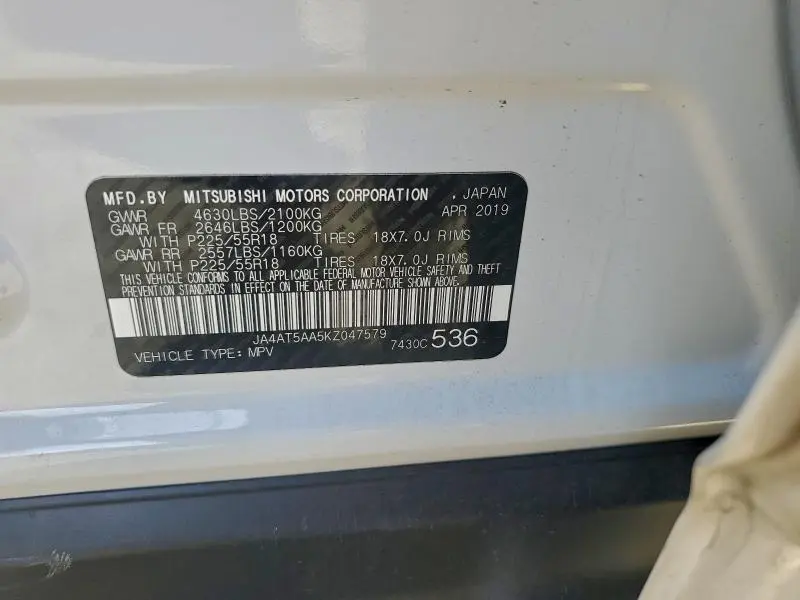 MFD.BY MITSUBISHI MOTORS CORPORATION . JAPAN
GVWR 4630LBS/2100KG APR 2019
GAWR FR 2646LBS/1200KG
WITH P225/55R18 TIRES 18X7.0J RIMS
GAWR RR 2557LBS/1160KG
WITH P225/55R18 TIRES 18X7.0J RIMS
THIS VEHICLE CONFORMS TO ALL APPLICABLE FEDERAL MOTOR VEHICLE SAFETY AND THEFT
PREVENTION STANDARDS IN EFFECT ON THE DATE OF MANUFACTURE SHOWN ABOVE.
JA4AT5AA5KZ047579
VEHICLE TYPE: MPV 7430C 536